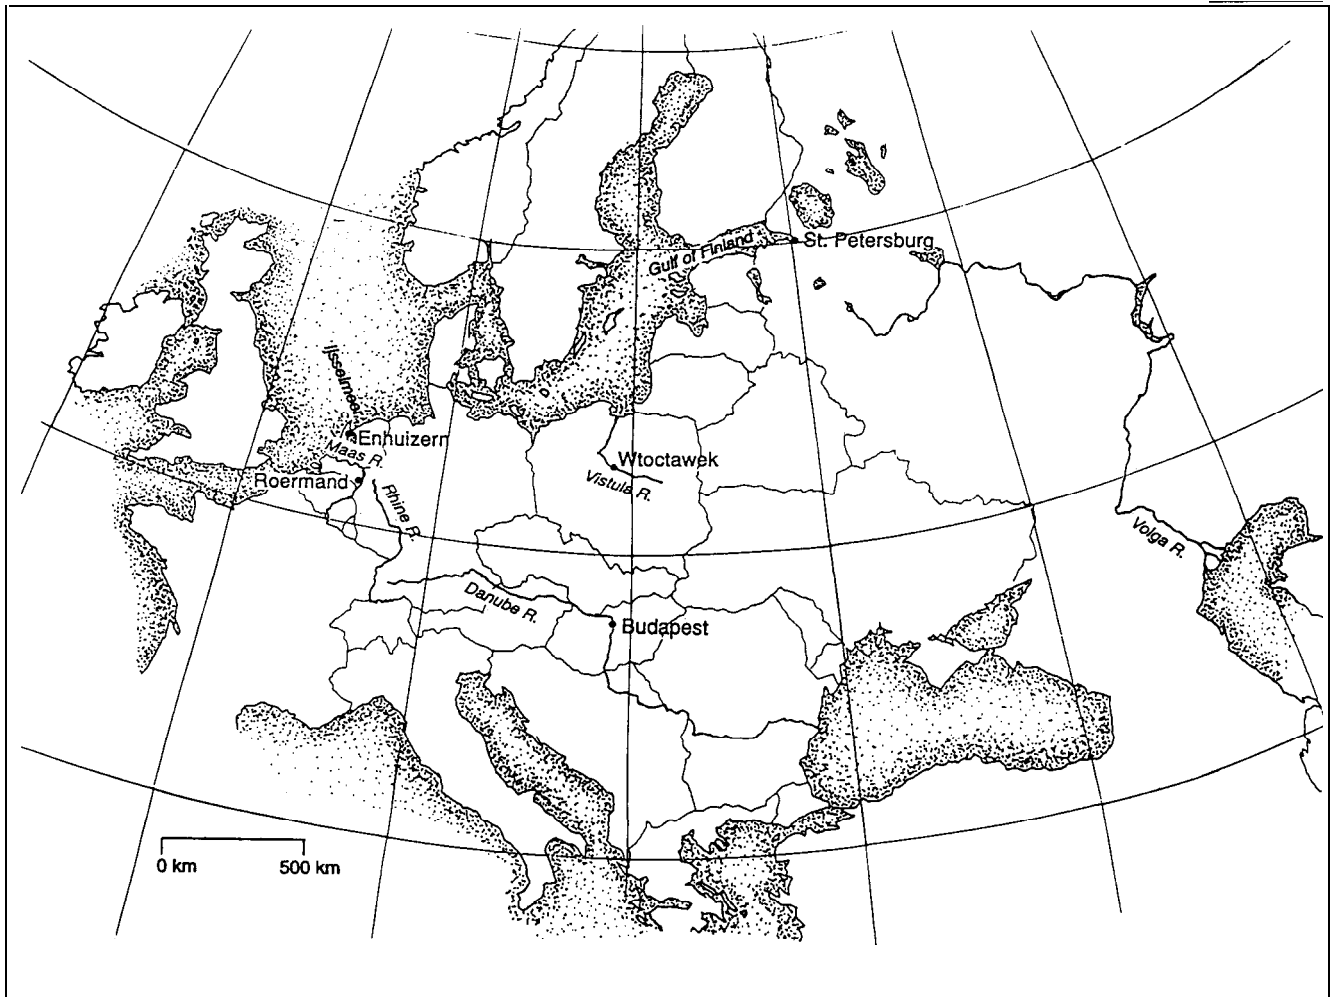 St. Petersburg
Gulf of Finland
IJsselmeer
Enhuizern
Maas R.
Roermand
Rhine R.
Wtoctawek
Vistula R.
Volga R.
Danube R.
Budapest
0 km
500 km